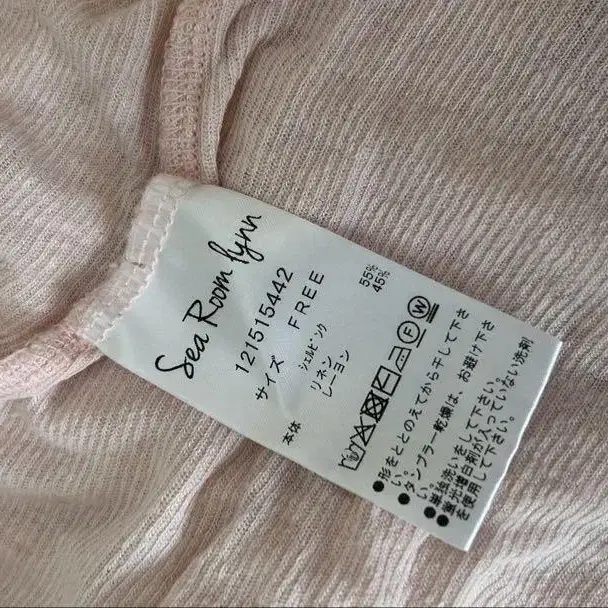 Sea Room lynn
121515442
サイズ FREE
シェルピンク
本体 リネン 55%
レーヨン 45%
F W
●形をととのえてから干して下さ
い。
●タンブラー乾燥は、お避け下さ
い。
●単独洗いをして下さい。
●蛍光増白剤が入っていない洗剤
を使用して下さい。